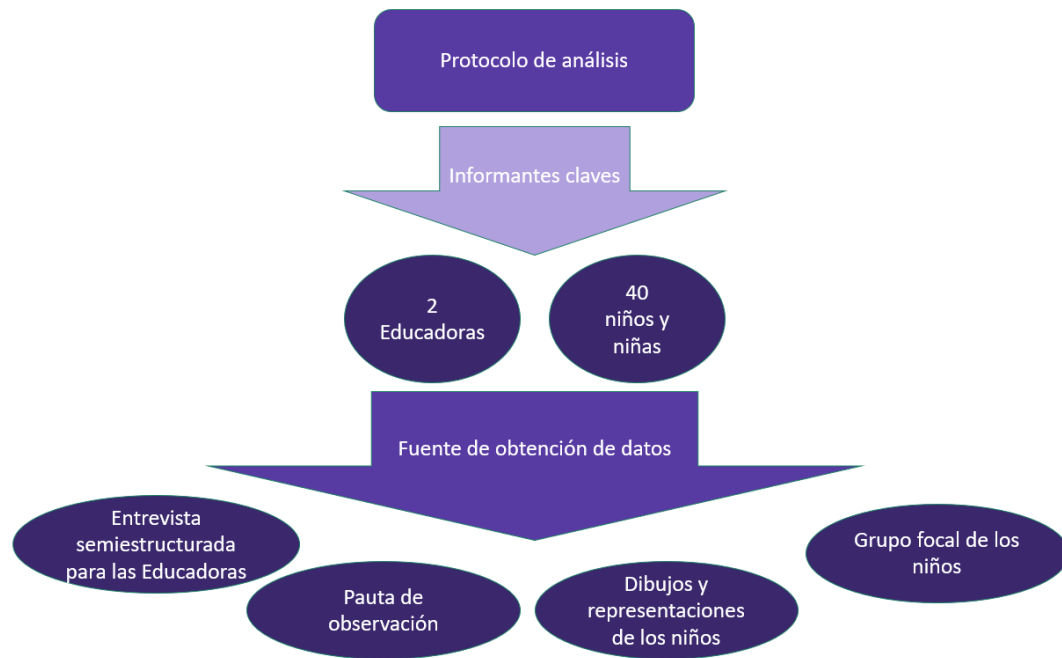 Protocolo de análisis
Informantes claves
2
Educadoras
40
niños y
niñas
Fuente de obtención de datos
Entrevista
semiestructurada
para las Educadoras
Pauta de
observación
Dibujos y
representaciones
de los niños
Grupo focal de los
niños